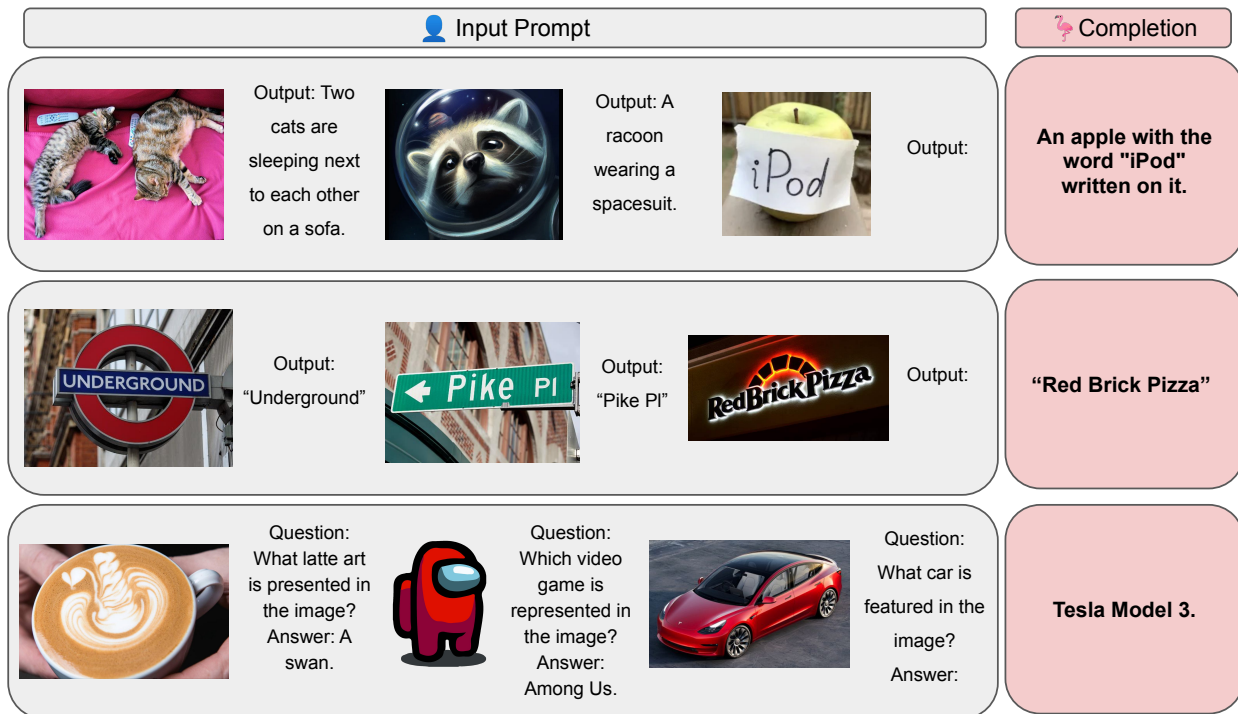 Input Prompt
Completion
Output: Two
cats are
sleeping next
to each other
on a sofa.
Output: A
racoon
wearing a
spacesuit.
iPod
Output:
An apple with the
word "iPod"
written on it.
UNDERGROUND
Output:
“Underground”
Pike Pl
Output:
“Pike Pl”
RedBrickPizza
Output:
“Red Brick Pizza”
Question:
What latte art
is presented in
the image?
Answer: A
swan.
Question:
Which video
game is
represented in
the image?
Answer:
Among Us.
Question:
What car is
featured in the
image?
Answer:
Tesla Model 3.